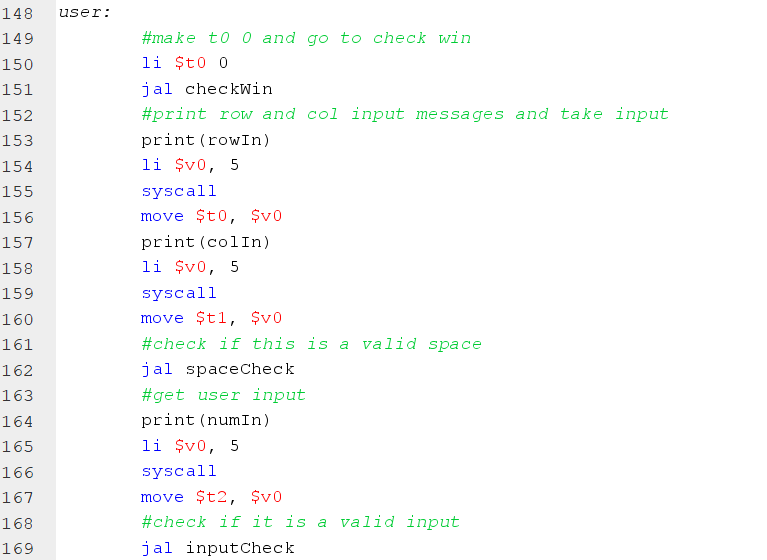 148 user:
149 #make t0 0 and go to check win
150 li $t0 0
151 jal checkWin
152 #print row and col input messages and take input
153 print(rowIn)
154 li $v0, 5
155 syscall
156 move $t0, $v0
157 print(colIn)
158 li $v0, 5
159 syscall
160 move $t1, $v0
161 #check if this is a valid space
162 jal spaceCheck
163 #get user input
164 print(numIn)
165 li $v0, 5
166 syscall
167 move $t2, $v0
168 #check if it is a valid input
169 jal inputCheck